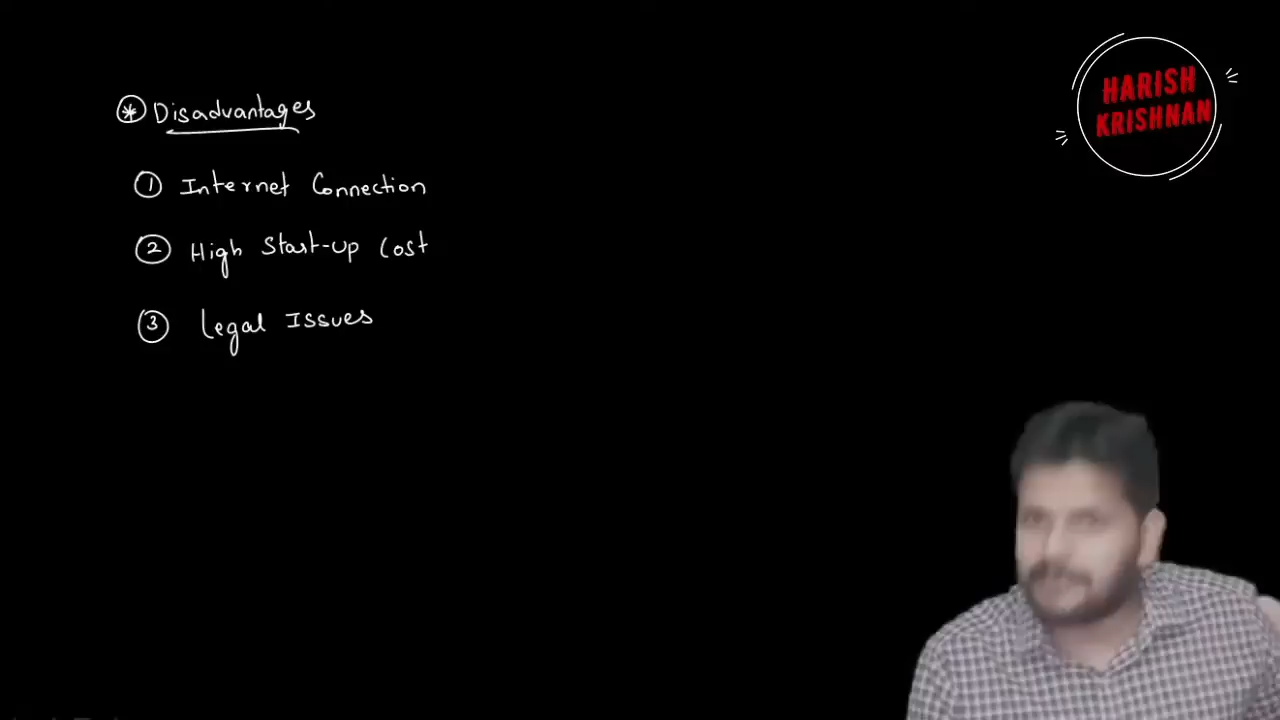 * Disadvantages
1 Internet Connection
2 High Start-up Cost
3 Legal Issues
HARISH
KRISHNAN